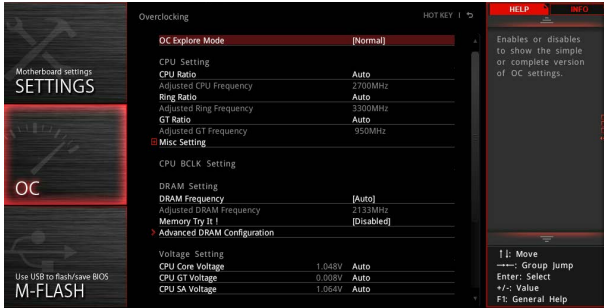 Motherboard settings
SETTINGS
OC
Use USB to flash/save BIOS
M-FLASH
Overclocking
HOT KEY
OC Explore Mode [Normal]
CPU Setting
CPU Ratio Auto
Adjusted CPU Frequency 2700MHz
Ring Ratio Auto
Adjusted Ring Frequency 3300MHz
GT Ratio Auto
Adjusted GT Frequency 950MHz
Misc Setting
CPU BCLK Setting
DRAM Setting
DRAM Frequency [Auto]
Adjusted DRAM Frequency 2133MHz
Memory Try It ! [Disabled]
Advanced DRAM Configuration
Voltage Setting
CPU Core Voltage 1.048V Auto
CPU GT Voltage 0.008V Auto
CPU SA Voltage 1.064V Auto
HELP
INFO
Enables or disables
to show the simple
or complete version
of OC settings.
↑↓: Move
→←: Group Jump
Enter: Select
+/-: Value
F1: General Help